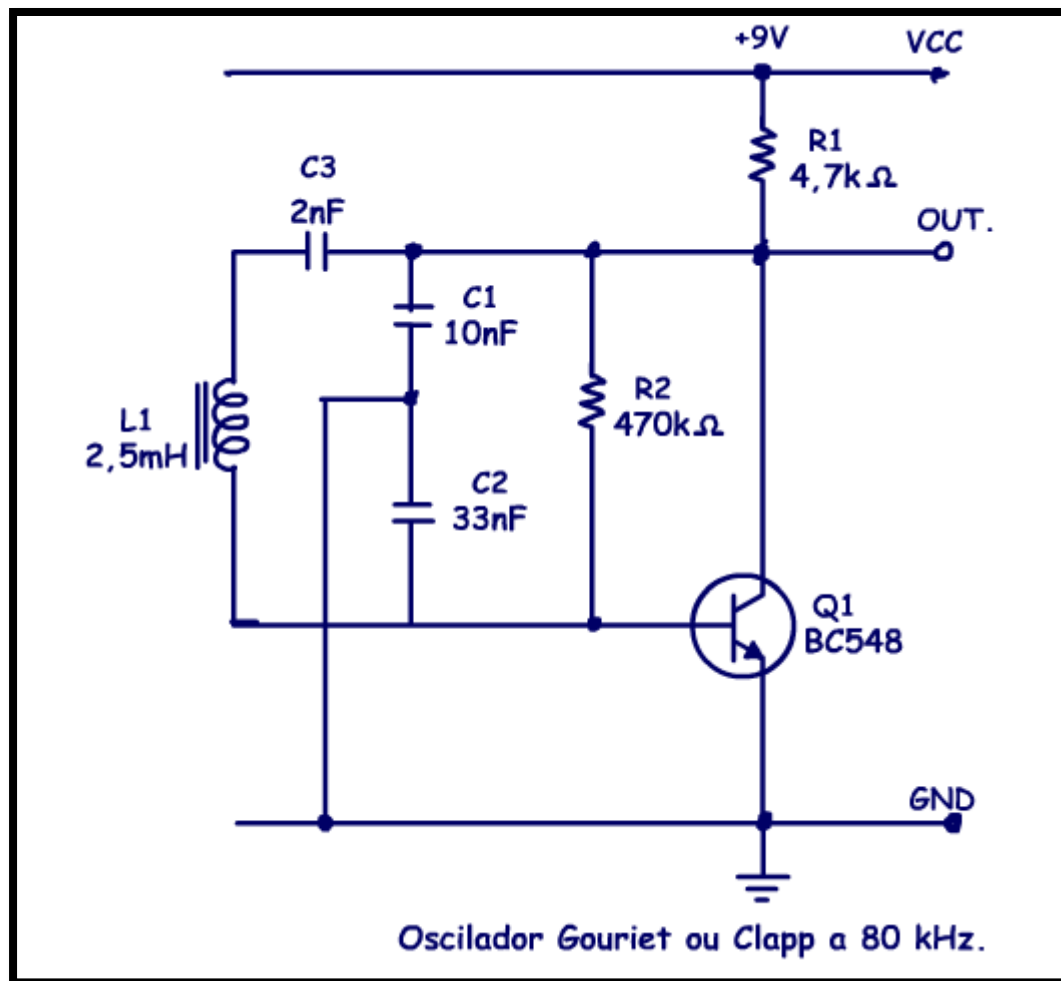 +9V
VCC
R1
4,7kΩ
C3
2nF
OUT.
C1
10nF
R2
470kΩ
L1
2,5mH
C2
33nF
Q1
BC548
GND
Oscilador Gouriet ou Clapp a 80 kHz.